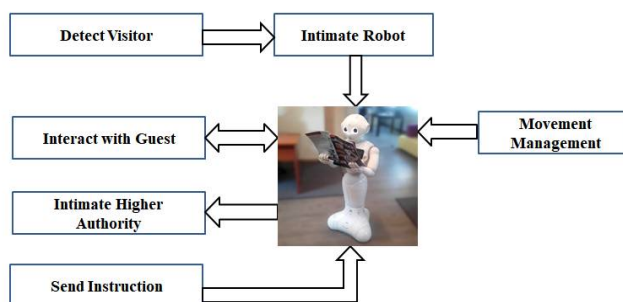 Detect Visitor
Intimate Robot
Interact with Guest
Movement
Management
Intimate Higher
Authority
Send Instruction